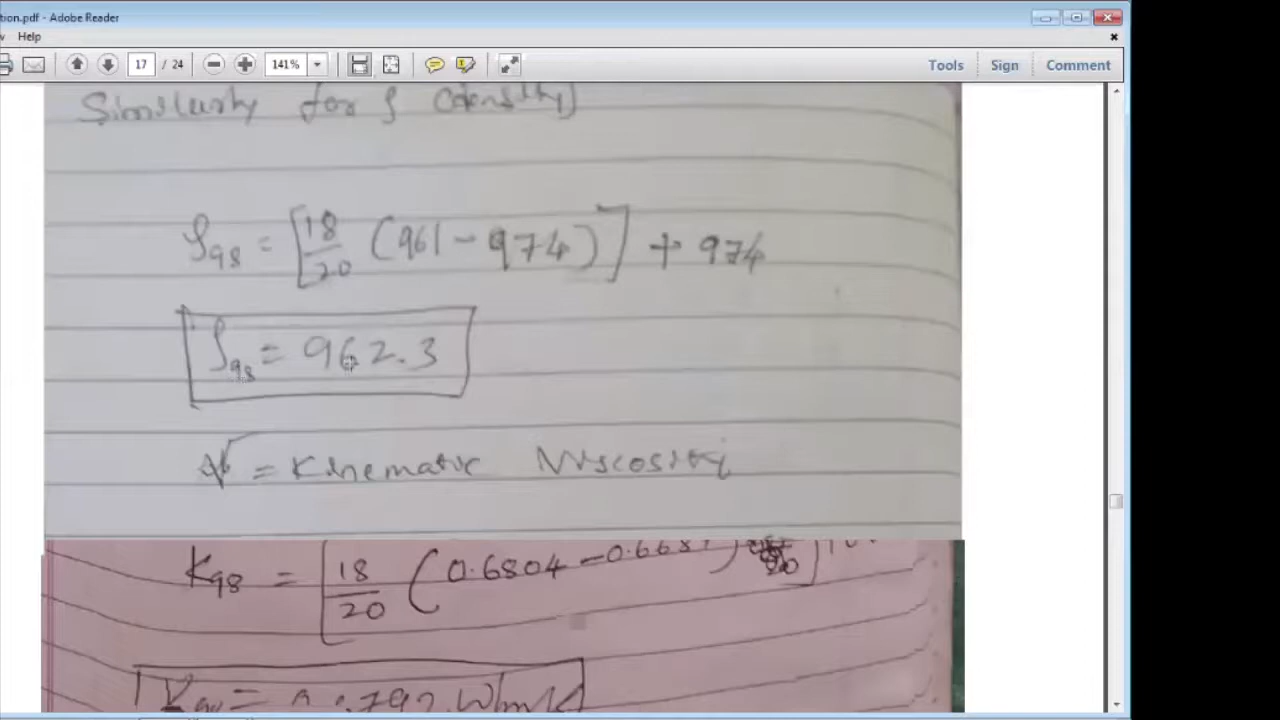 tion.pdf - Adobe Reader
Help
17 / 24 141% Tools Sign Comment
for ρ (density)
ρ98 = [18/20 (961 - 974)] + 974
ρ98 = 962.3
= Kinematic Viscosity
K98 = [18/20 (0.6804 - 0.668
W/mK